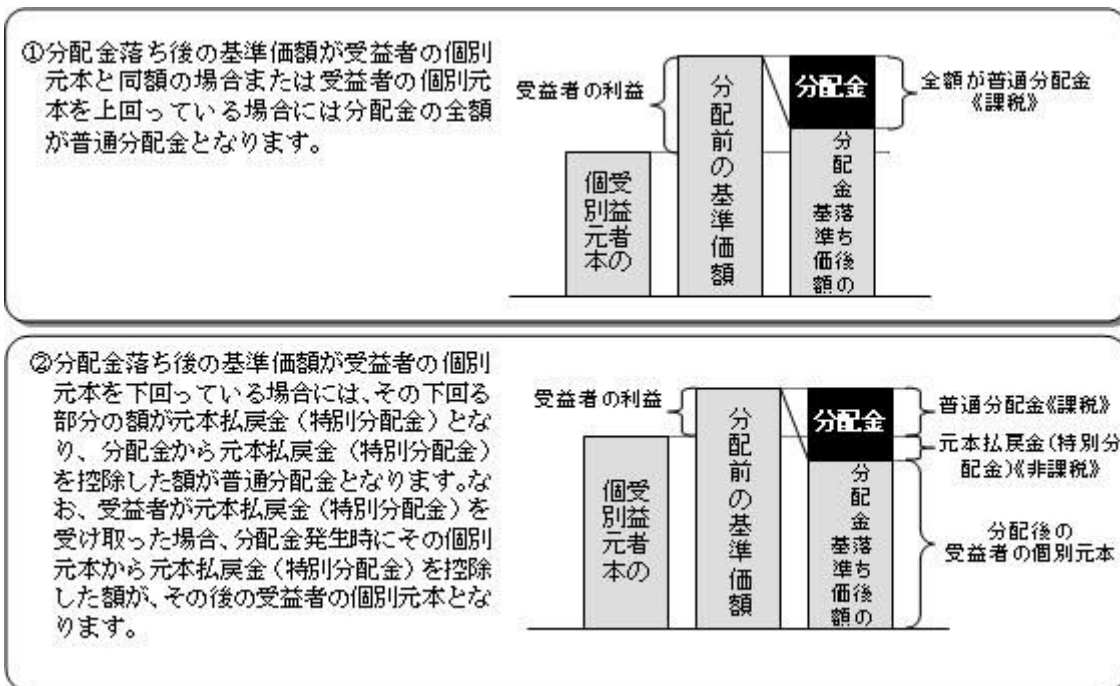 ①分配金落ち後の基準価額が受益者の個別
元本と同額の場合または受益者の個別元
本を上回っている場合には分配金の全額
が普通分配金となります。
受益者の利益
受益者の
個別元本
分配前の基準価額
分配金
分配金落ち後の
基準価額
全額が普通分配金
《課税》
②分配金落ち後の基準価額が受益者の個別
元本を下回っている場合には、その下回る
部分の額が元本払戻金(特別分配金)とな
り、分配金から元本払戻金(特別分配金)
を控除した額が普通分配金となります。な
お、受益者が元本払戻金(特別分配金)を
受け取った場合、分配金発生時にその個別
元本から元本払戻金(特別分配金)を控除
した額が、その後の受益者の個別元本とな
ります。
受益者の利益
受益者の
個別元本
分配前の基準価額
分配金
分配金落ち後の
基準価額
普通分配金《課税》
元本払戻金(特別分
配金)《非課税》
分配後の
受益者の個別元本